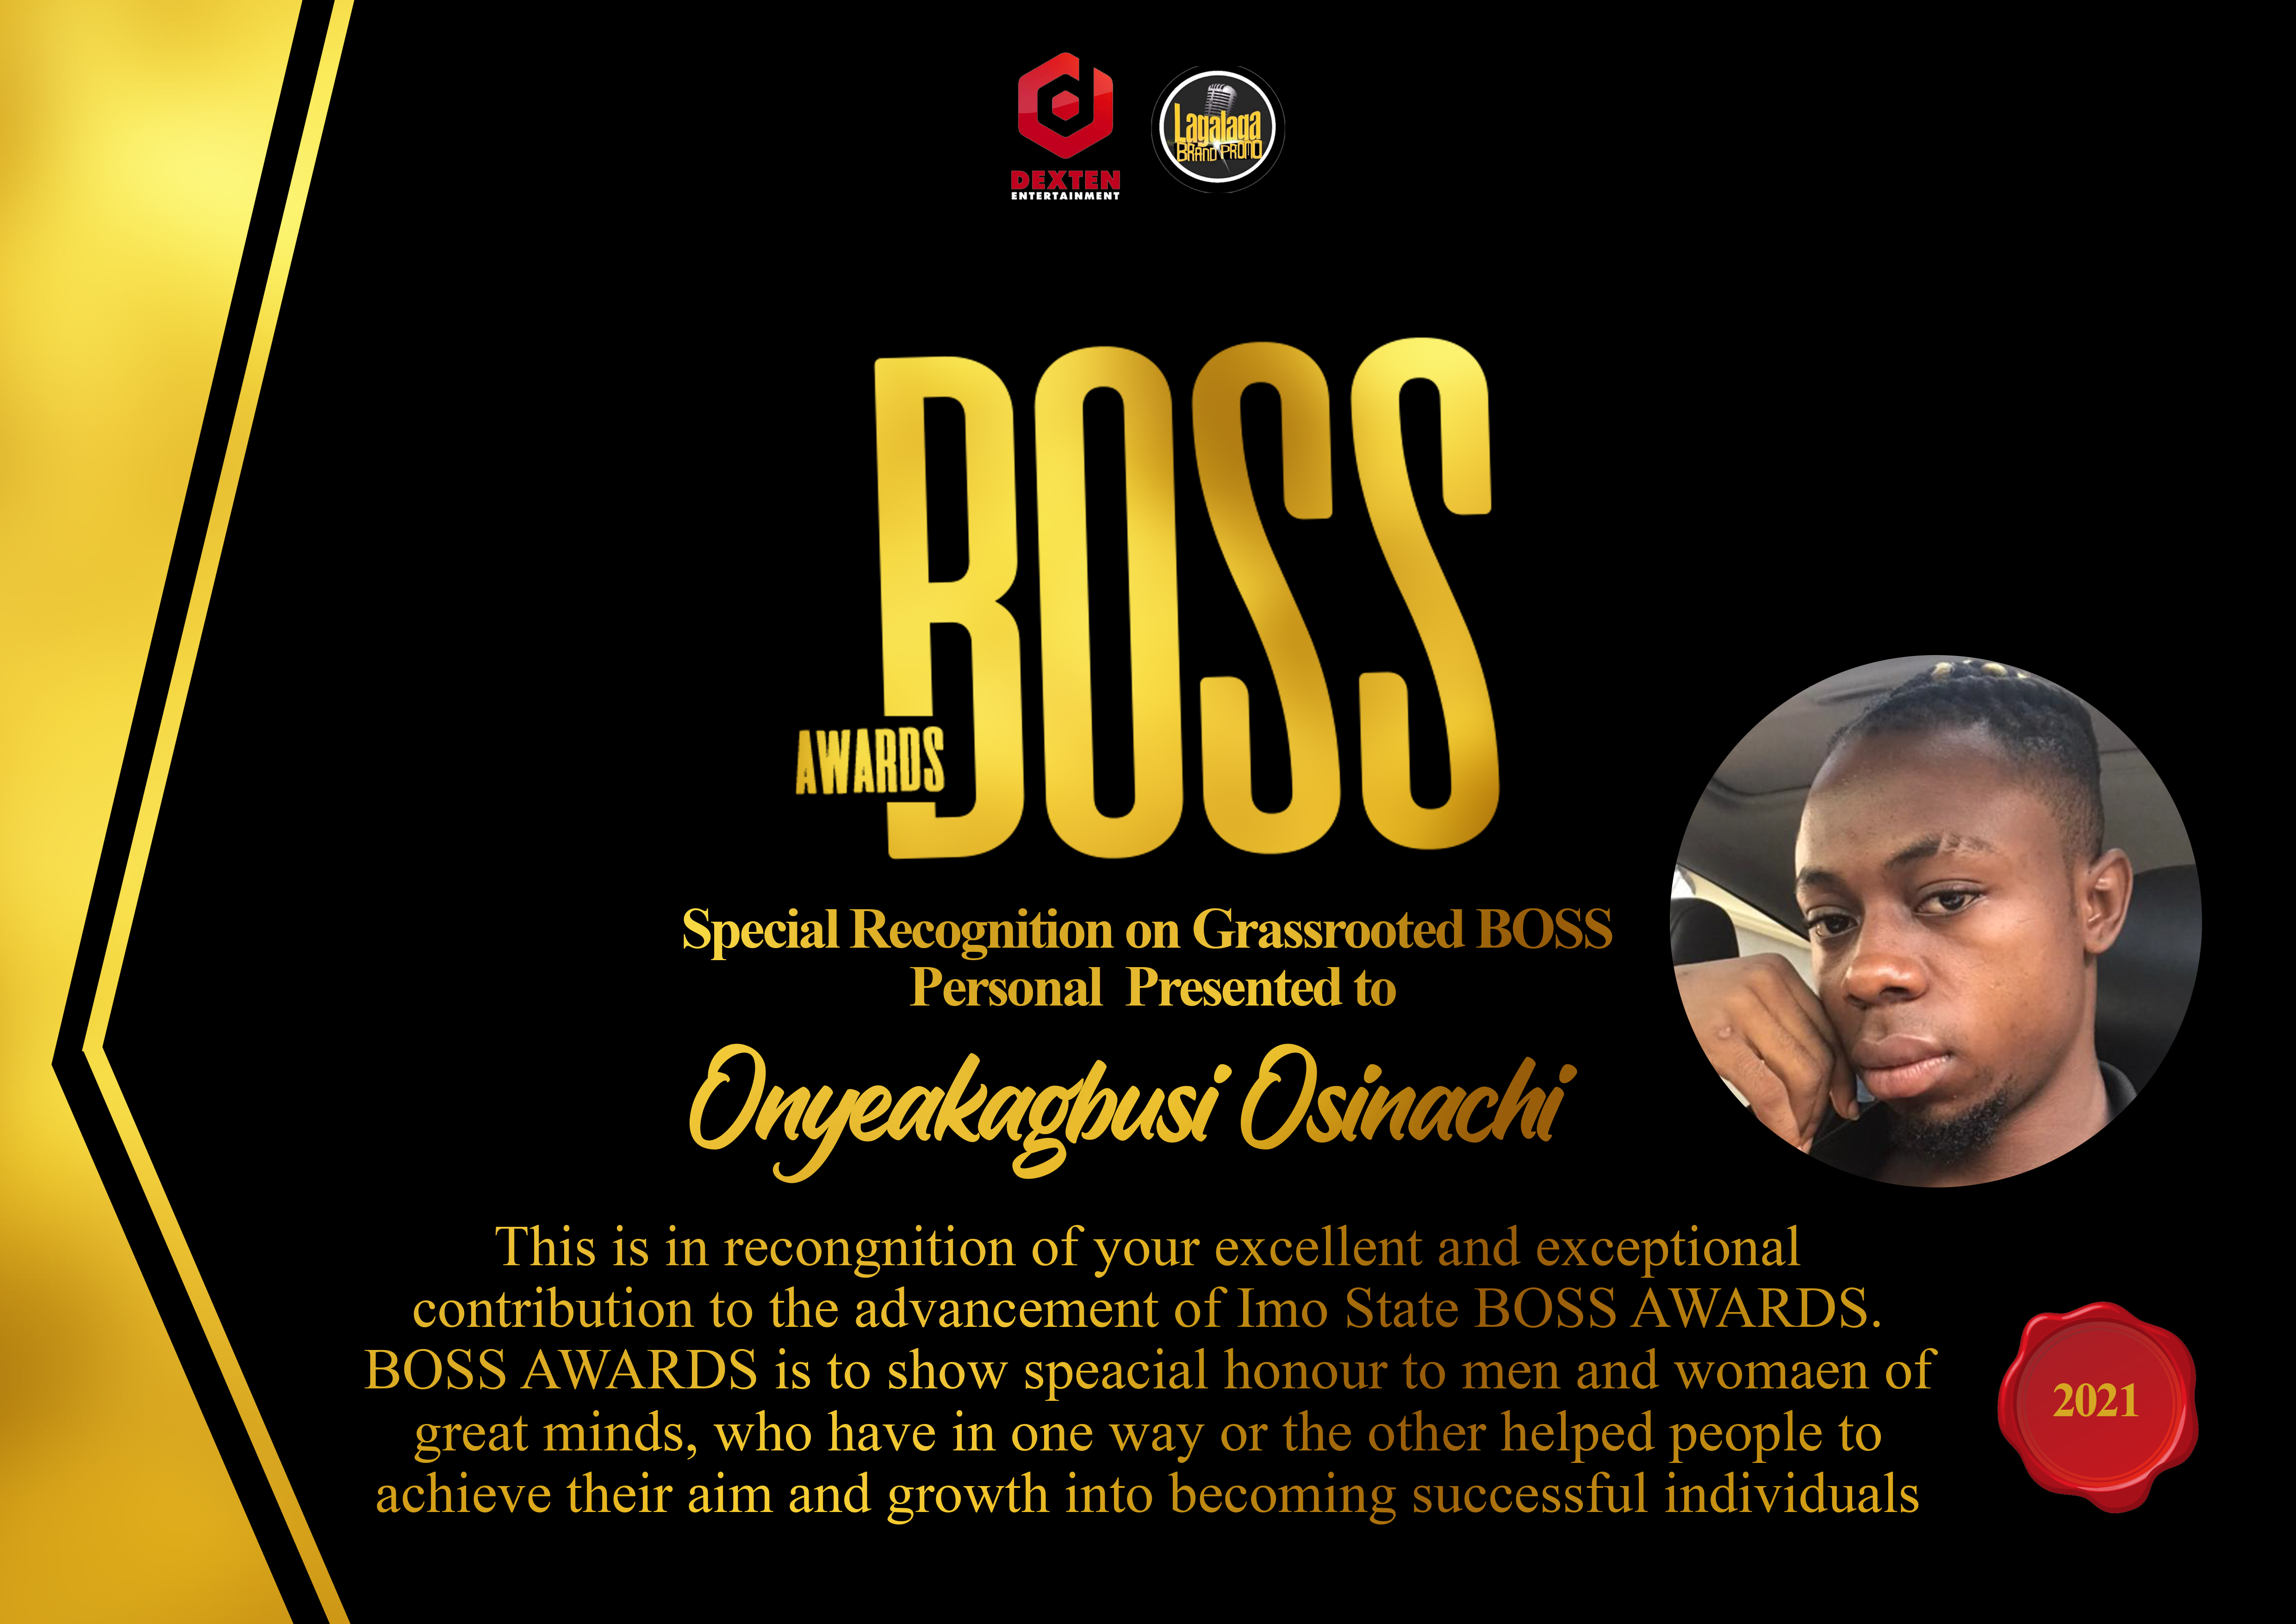 DEXTEN
ENTERTAINMENT
Lagalaga
BRAND PROMO
BOSS
AWARDS
Special Recognition on Grassrooted BOSS
Personal Presented to
Onyeakagbusi Osinachi
This is in recongnition of your excellent and exceptional
contribution to the advancement of Imo State BOSS AWARDS.
BOSS AWARDS is to show speacial honour to men and womaen of
great minds, who have in one way or the other helped people to
achieve their aim and growth into becoming successful individuals
2021